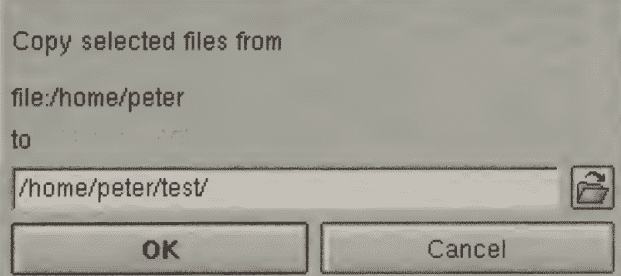 Copy selected files from
file:/home/peter
to
/home/peter/test/
OK
Cancel